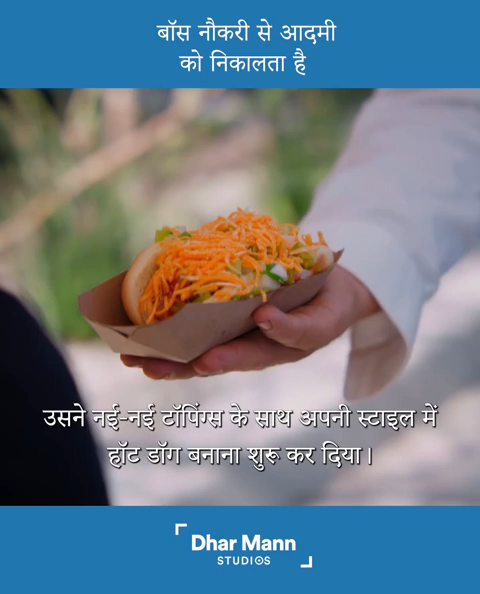 बॉस नौकरी से आदमी
को निकालता है
उसने नई-नई टॉपिंग्स के साथ अपनी स्टाइल में
हॉट डॉग बनाना शुरू कर दिया।
Dhar Mann
STUDIOS